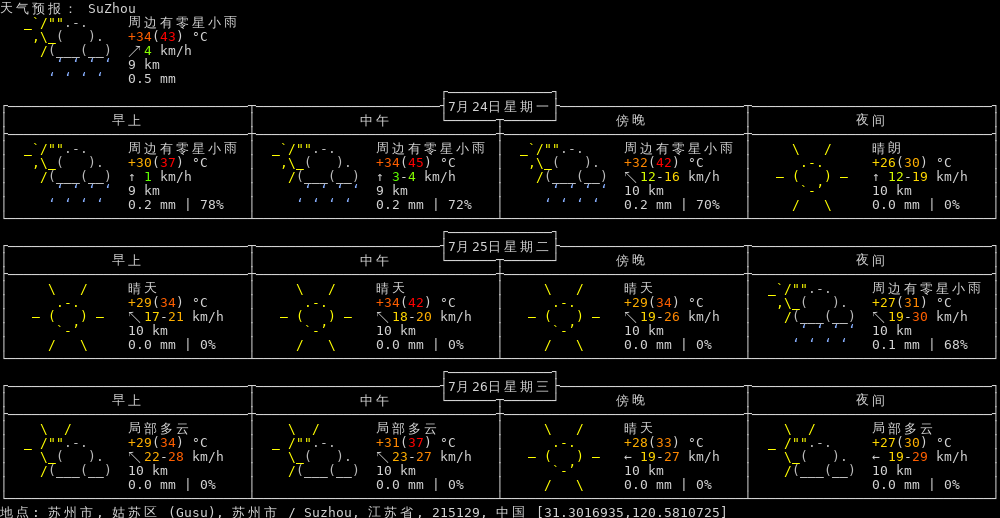 天气预报: SuZhou
周边有零星小雨
+34(43) °C
↗ 4 km/h
9 km
0.5 mm
7月24日星期一
早上 中午 傍晚 夜间
周边有零星小雨 周边有零星小雨 周边有零星小雨 晴朗
+30(37) °C +34(45) °C +32(42) °C +26(30) °C
↑ 1 km/h ↑ 3-4 km/h ↖ 12-16 km/h ↑ 12-19 km/h
9 km 9 km 10 km 10 km
0.2 mm | 78% 0.2 mm | 72% 0.2 mm | 70% 0.0 mm | 0%
7月25日星期二
早上 中午 傍晚 夜间
晴天 晴天 晴天 周边有零星小雨
+29(34) °C +34(42) °C +29(34) °C +27(31) °C
↖ 17-21 km/h ↖ 18-20 km/h ↖ 19-26 km/h ↖ 19-30 km/h
10 km 10 km 10 km 10 km
0.0 mm | 0% 0.0 mm | 0% 0.0 mm | 0% 0.1 mm | 68%
7月26日星期三
早上 中午 傍晚 夜间
局部多云 局部多云 晴天 局部多云
+29(34) °C +31(37) °C +28(33) °C +27(30) °C
↖ 22-28 km/h ↖ 23-27 km/h ← 19-27 km/h ← 19-29 km/h
10 km 10 km 10 km 10 km
0.0 mm | 0% 0.0 mm | 0% 0.0 mm | 0% 0.0 mm | 0%
地点: 苏州市, 姑苏区 (Gusu), 苏州市 / Suzhou, 江苏省, 215129, 中国 [31.3016935,120.5810725]